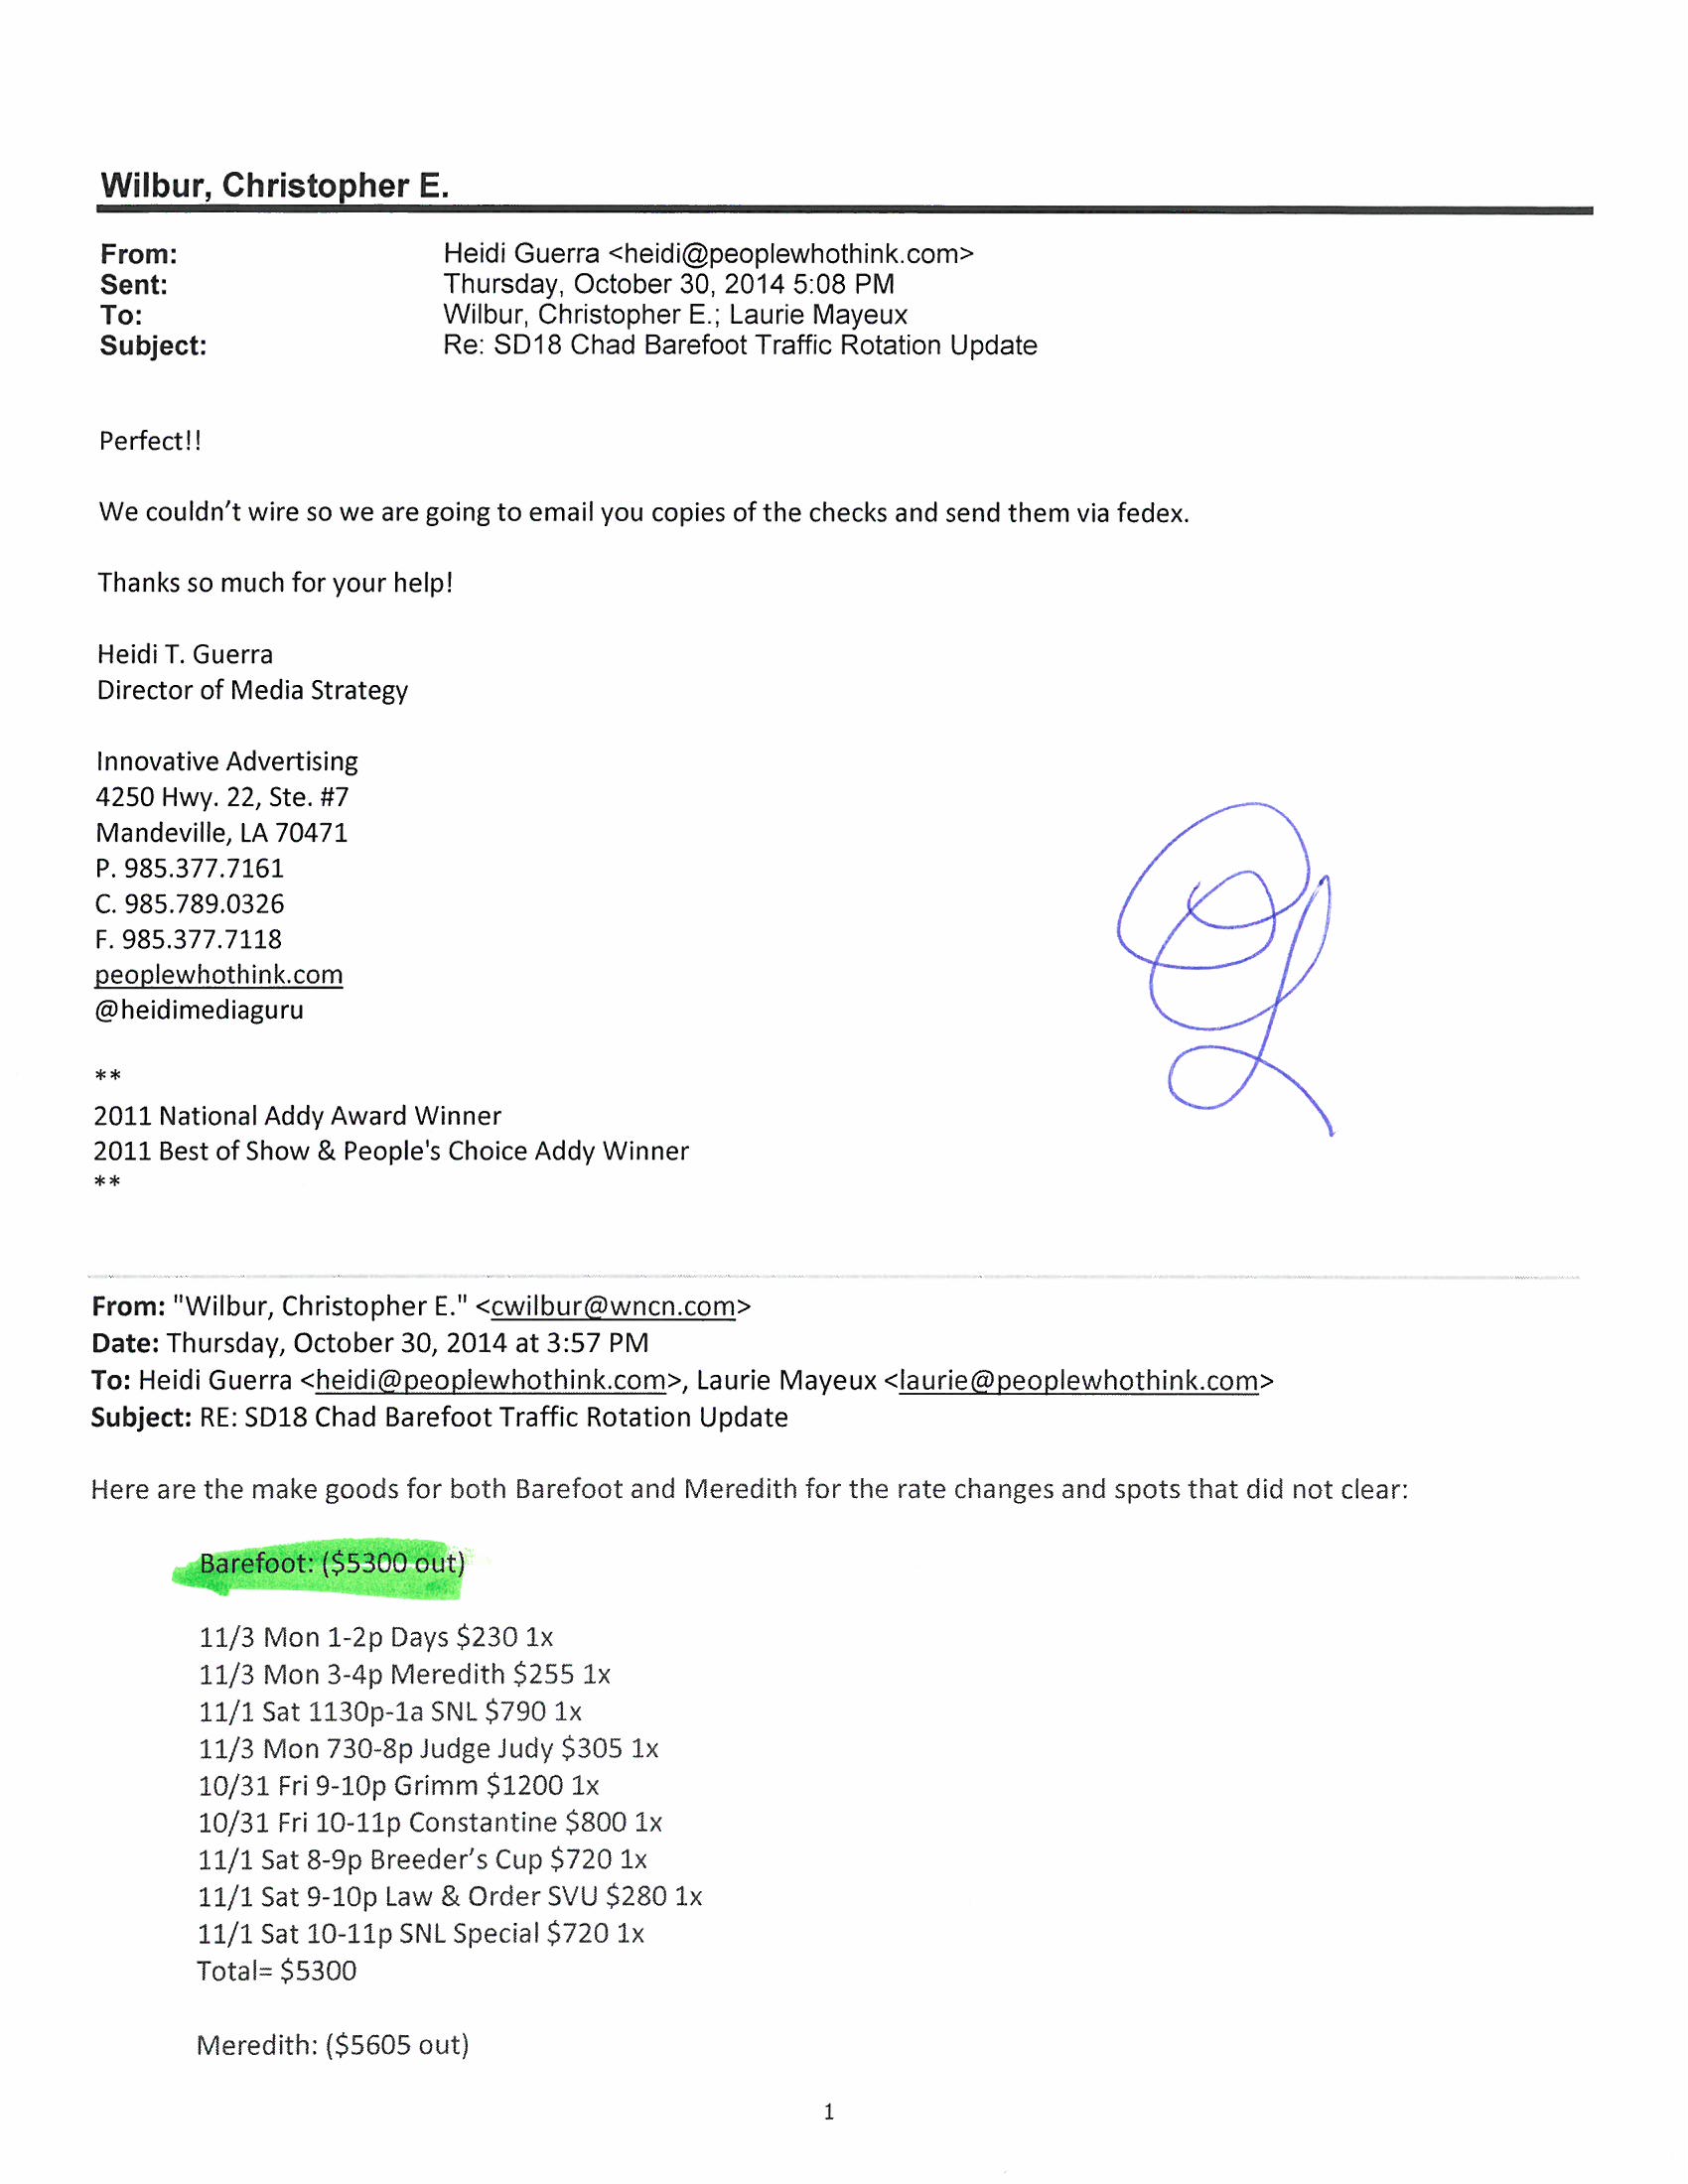 Wilbur, Christopher E.
From: Heidi Guerra <heidi@peoplewhothink.com>
Sent: Thursday, October 30, 2014 5:08 PM
To: Wilbur, Christopher E.; Laurie Mayeux
Subject: Re: SD18 Chad Barefoot Traffic Rotation Update
Perfect!!
We couldn't wire so we are going to email you copies of the checks and send them via fedex.
Thanks so much for your help!
Heidi T. Guerra
Director of Media Strategy
Innovative Advertising
4250 Hwy. 22, Ste. #7
Mandeville, LA 70471
P. 985.377.7161
C. 985.789.0326
F. 985.377.7118
peoplewhothink.com
@heidimediaguru
**
2011 National Addy Award Winner
2011 Best of Show & People's Choice Addy Winner
**
From: "Wilbur, Christopher E." <cwilbur@wncn.com>
Date: Thursday, October 30, 2014 at 3:57 PM
To: Heidi Guerra <heidi@peoplewhothink.com>, Laurie Mayeux <laurie@peoplewhothink.com>
Subject: RE: SD18 Chad Barefoot Traffic Rotation Update
Here are the make goods for both Barefoot and Meredith for the rate changes and spots that did not clear:
Barefoot: ($5300 out)
11/3 Mon 1-2p Days $230 1x
11/3 Mon 3-4p Meredith $255 1x
11/1 Sat 1130p-1a SNL $790 1x
11/3 Mon 730-8p Judge Judy $305 1x
10/31 Fri 9-10p Grimm $1200 1x
10/31 Fri 10-11p Constantine $800 1x
11/1 Sat 8-9p Breeder's Cup $720 1x
11/1 Sat 9-10p Law & Order SVU $280 1x
11/1 Sat 10-11p SNL Special $720 1x
Total= $5300
Meredith: ($5605 out)
1